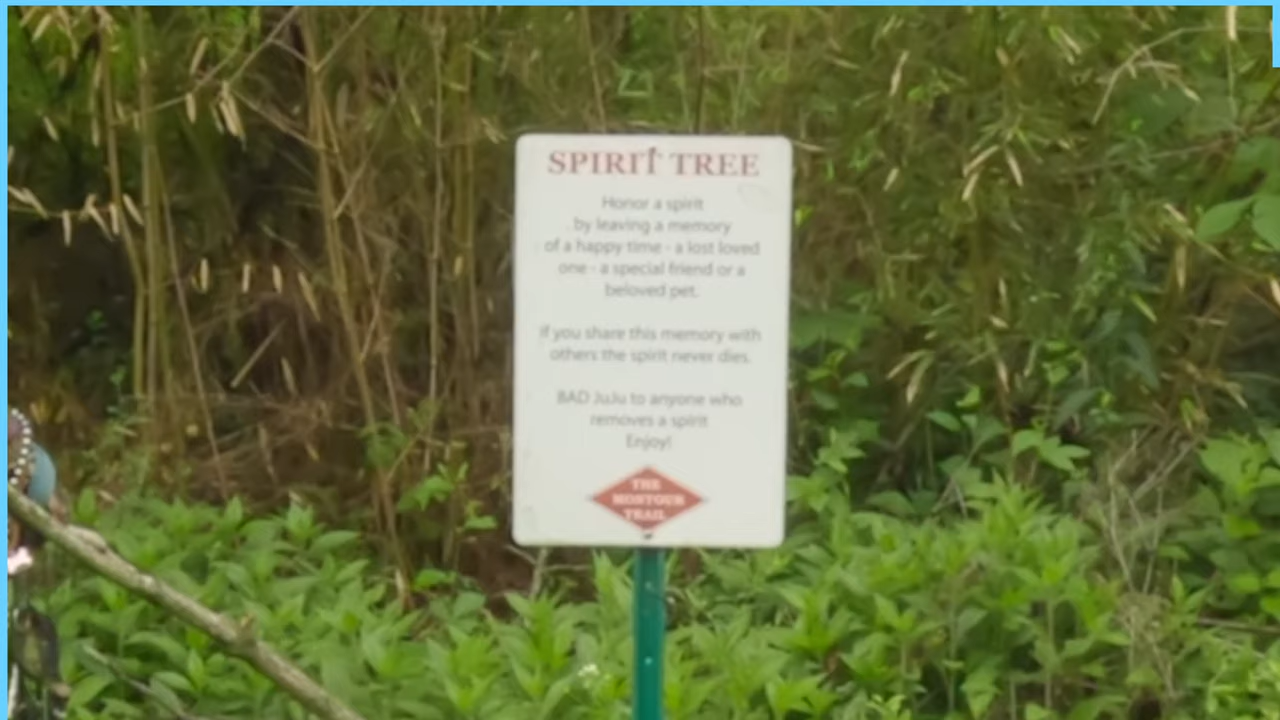 SPIRIT TREE
Honor a spirit
by leaving a memory
of a happy time - a lost loved
one - a special friend or a
beloved pet.
If you share this memory with
others the spirit never dies.
BAD JuJu to anyone who
removes a spirit
Enjoy!
THE
MONTOUR
TRAIL